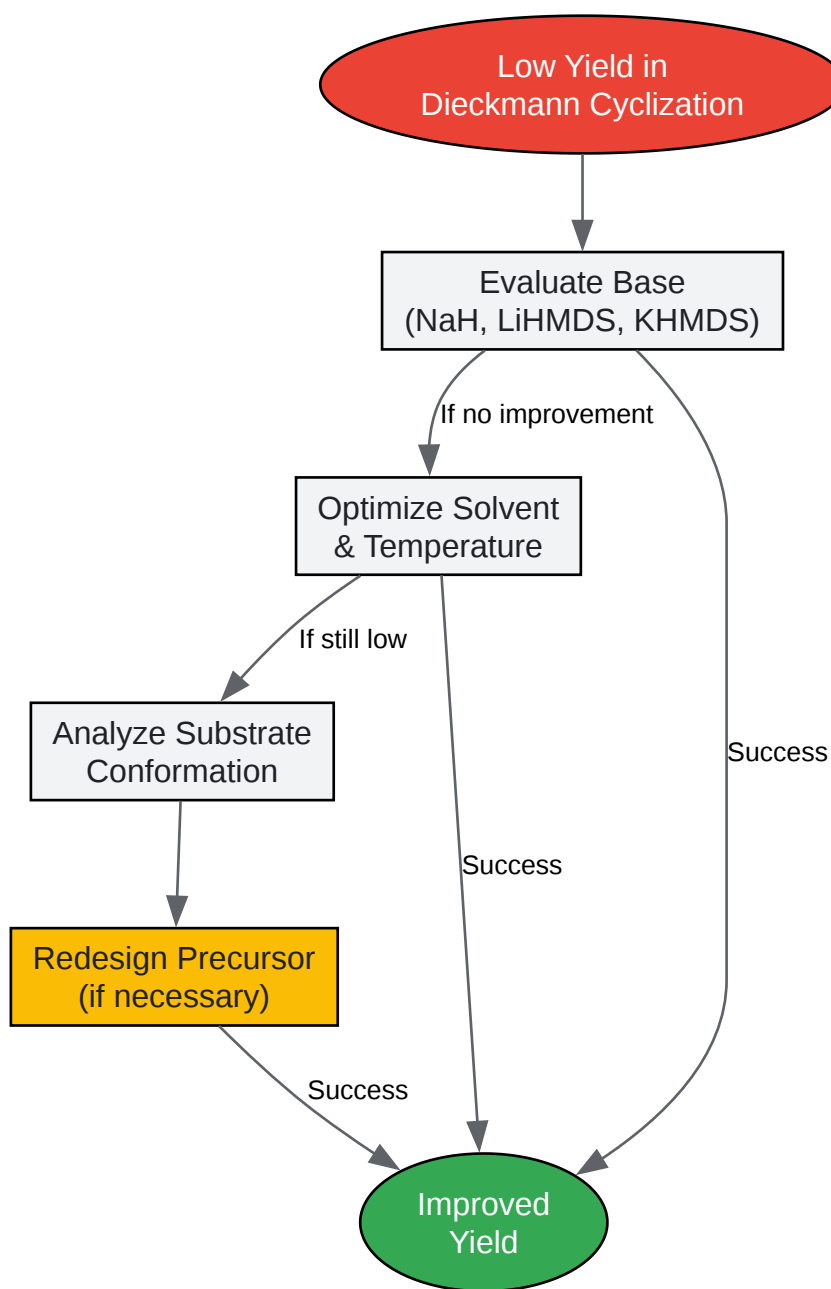 Low Yield in
Dieckmann Cyclization
Evaluate Base
(NaH, LiHMDS, KHMDS)
If no improvement
Optimize Solvent
& Temperature
If still low
Analyze Substrate
Conformation
Success
Success
Redesign Precursor
(if necessary)
Success
Improved
Yield